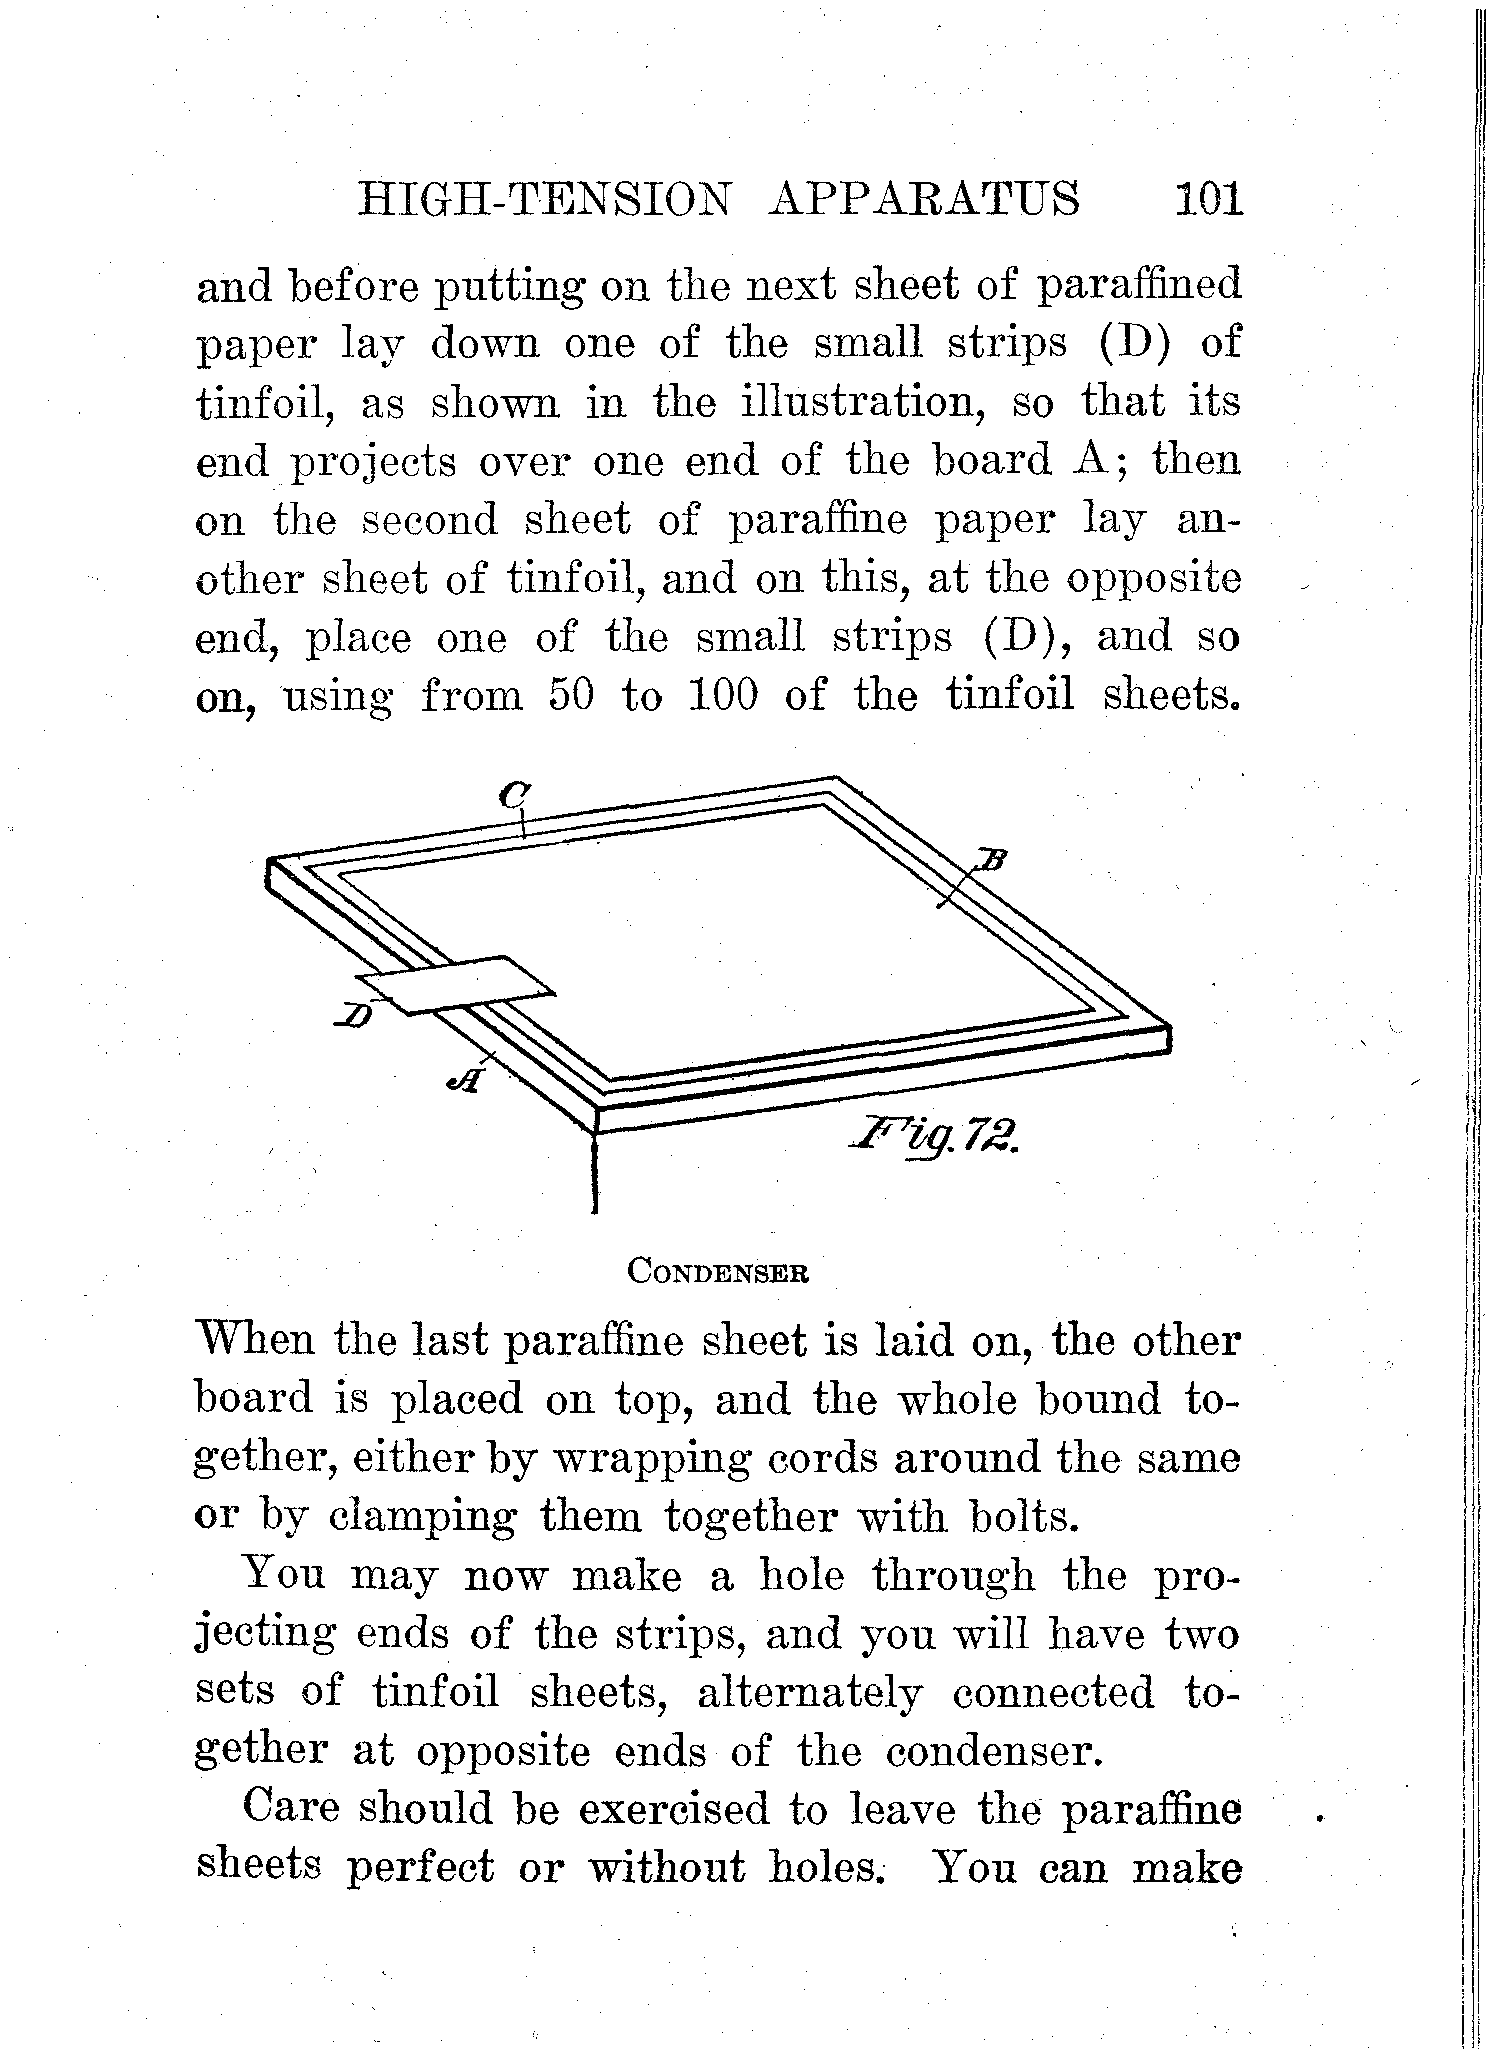 HIGH-TENSION APPARATUS 101
and before putting on the next sheet of paraffined
paper lay down one of the small strips (D) of
tinfoil, as shown in the illustration, so that its
end projects over one end of the board A; then
on the second sheet of paraffine paper lay an-
other sheet of tinfoil, and on this, at the opposite
end, place one of the small strips (D), and so
on, using from 50 to 100 of the tinfoil sheets.
C
B
D
A
Fig. 72.
CONDENSER
When the last paraffine sheet is laid on, the other
board is placed on top, and the whole bound to-
gether, either by wrapping cords around the same
or by clamping them together with bolts.
You may now make a hole through the pro-
jecting ends of the strips, and you will have two
sets of tinfoil sheets, alternately connected to-
gether at opposite ends of the condenser.
Care should be exercised to leave the paraffine
sheets perfect or without holes. You can make